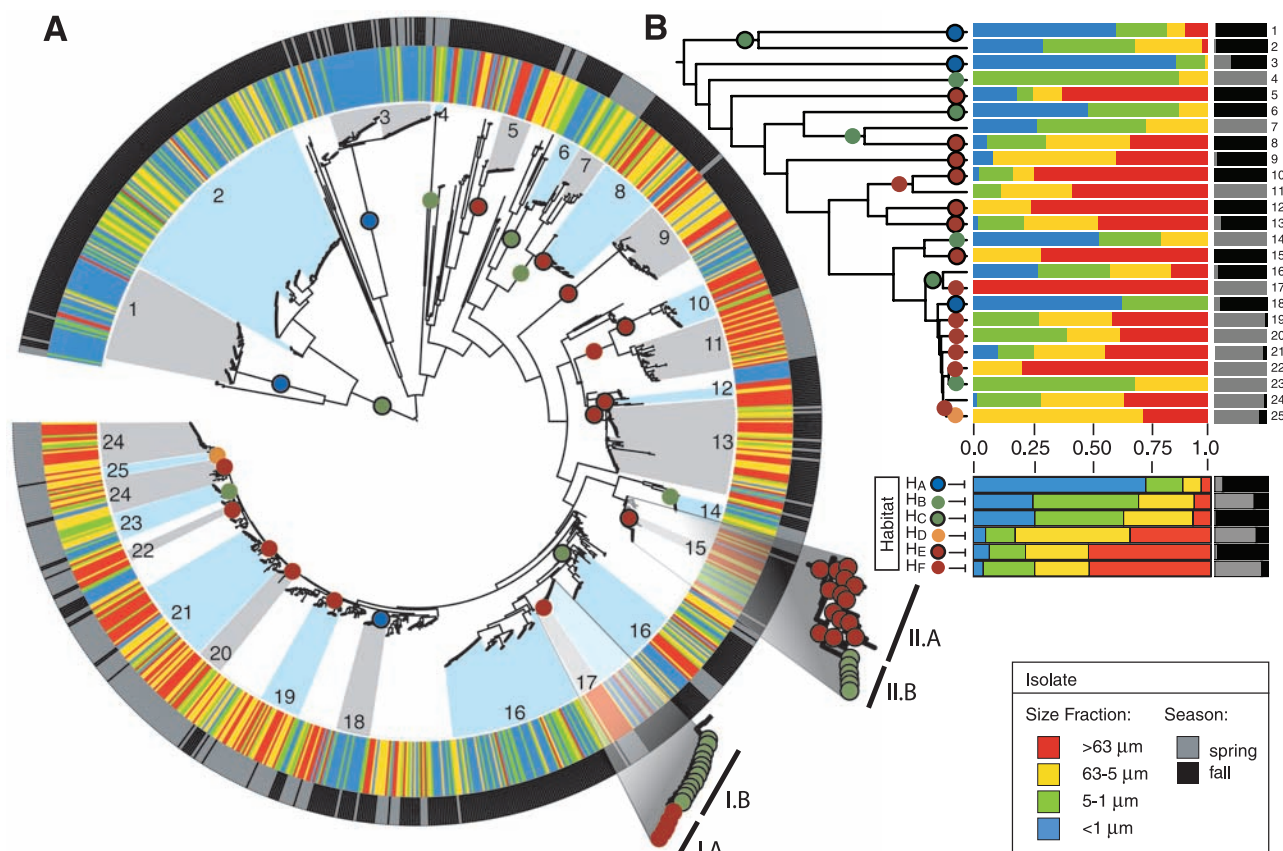 A
B
1
2
3
4
5
6
7
8
9
10
11
12
13
14
15
16
17
16
18
19
20
21
22
23
24
25
24
1
2
3
4
5
6
7
8
9
10
11
12
13
14
15
16
17
18
19
20
21
22
23
24
25
0.0 0.25 0.50 0.75 1.0
Habitat
HA
HB
HC
HD
HE
HF
II.A
II.B
I.B
I.A
Isolate
Size Fraction: Season:
>63 µm spring
63-5 µm fall
5-1 µm
<1 µm